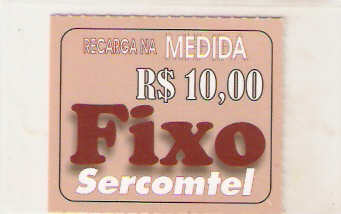 RECARGA NA MEDIDA
R$ 10,00
Fixo
Sercomtel